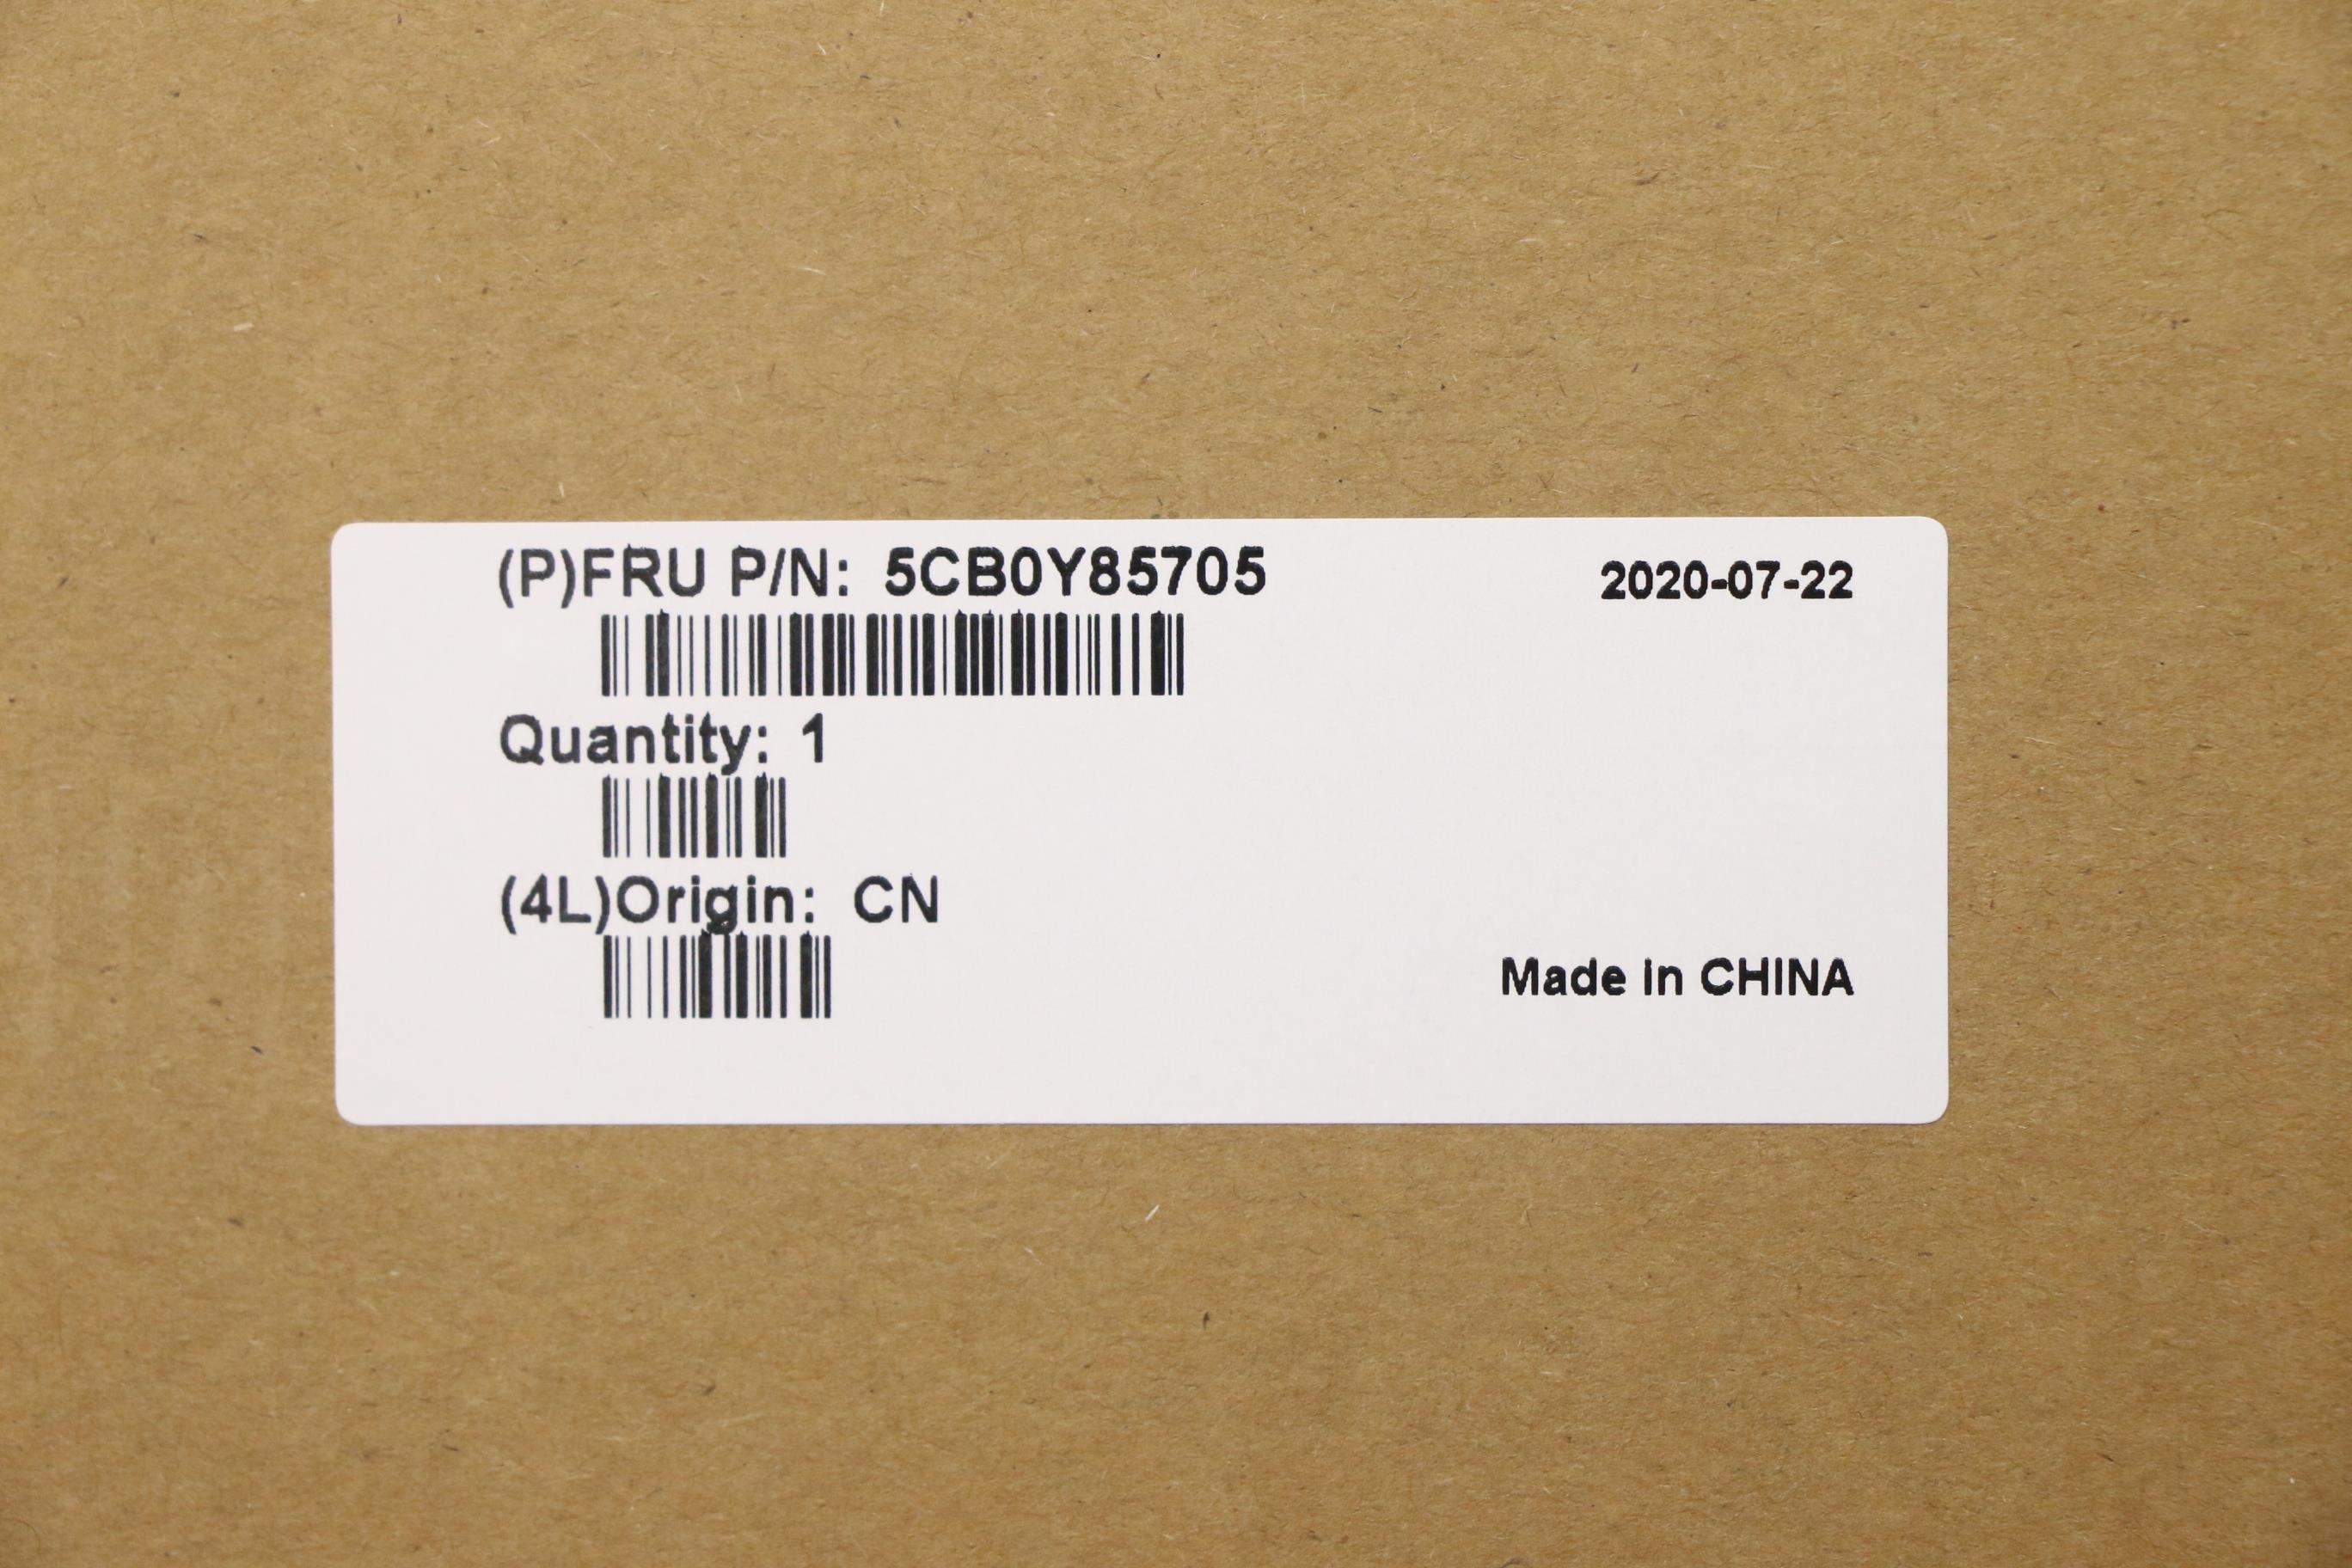 (P)FRU P/N: 5CB0Y85705
2020-07-22
Quantity: 1
(4L)Origin: CN
Made in CHINA